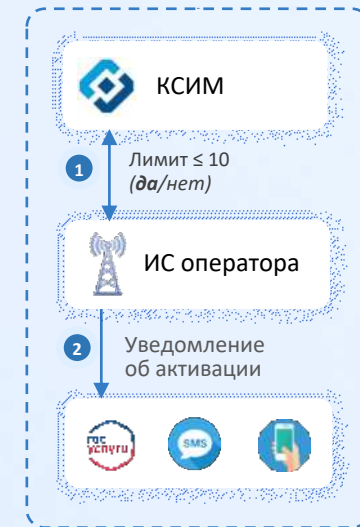 КСИМ
1
Лимит ≤ 10
(да/нет)
ИС оператора
2
Уведомление
об активации
гос
услуги
SMS